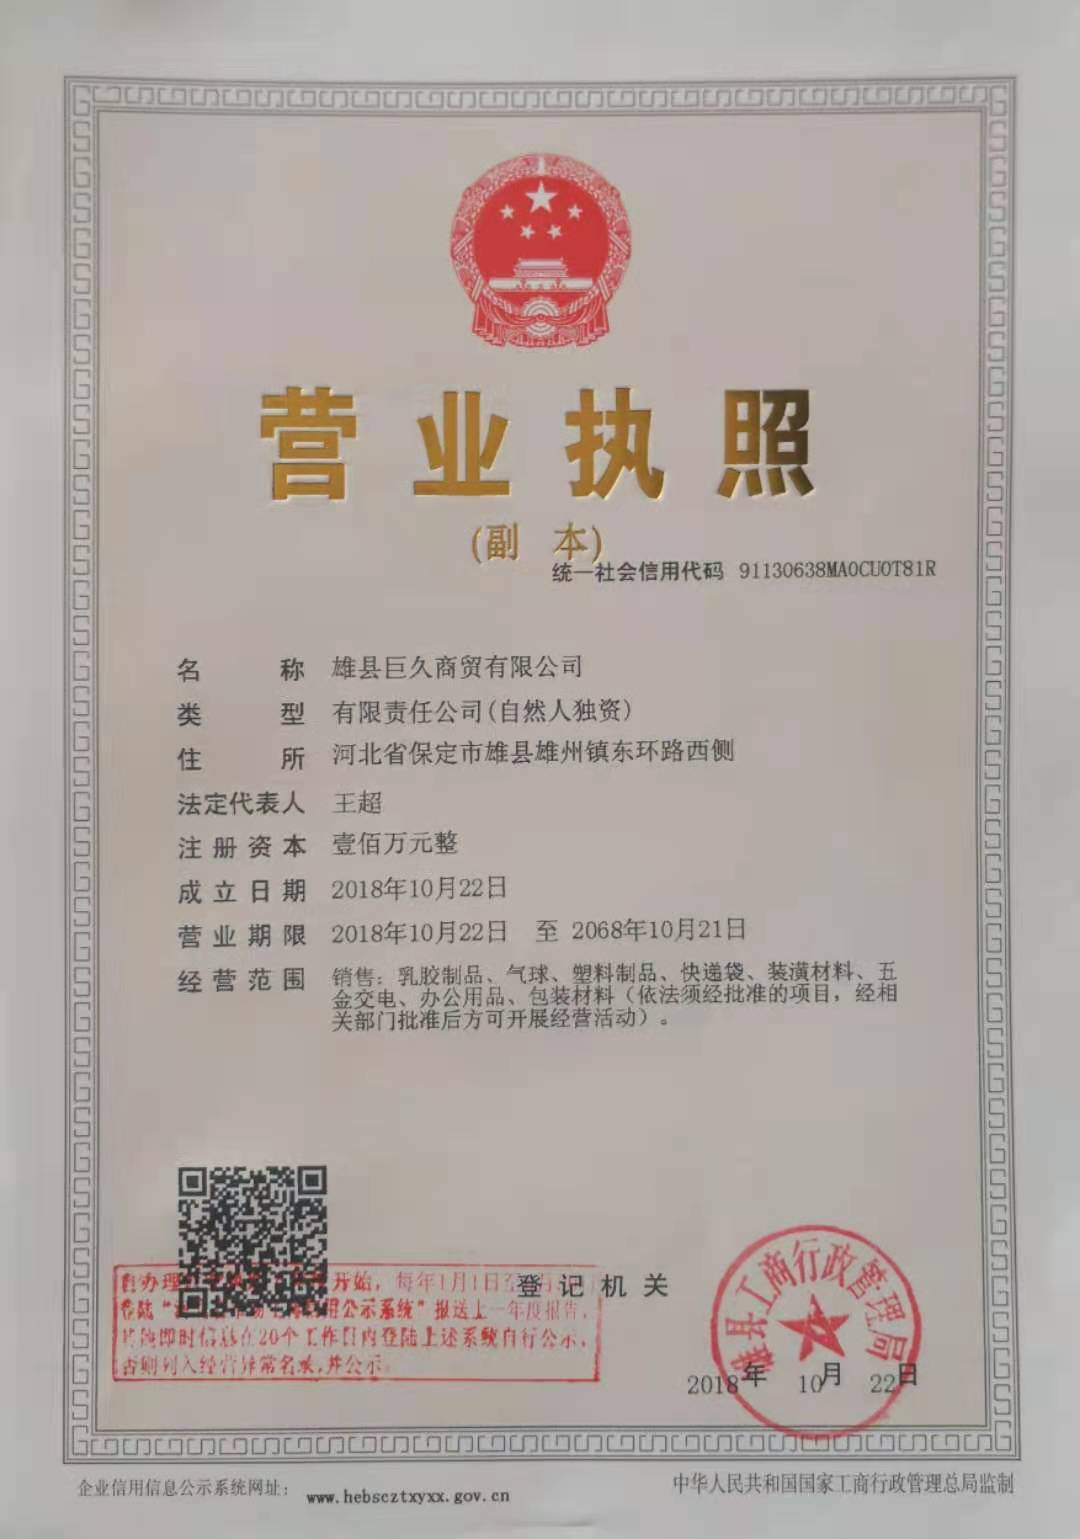 营业执照
(副 本)
统一社会信用代码 91130638MA0CU0T81R
名称 雄县巨久商贸有限公司
类型 有限责任公司(自然人独资)
住所 河北省保定市雄县雄州镇东环路西侧
法定代表人 王超
注册资本 壹佰万元整
成立日期 2018年10月22日
营业期限 2018年10月22日 至 2068年10月21日
经营范围 销售：乳胶制品、气球、塑料制品、快递袋、装潢材料、五
金交电、办公用品、包装材料（依法须经批准的项目，经相
关部门批准后方可开展经营活动）。
自办理 开始，每年1月1日至
登陆“ 用公示系统”报送上一年度报告，
其他即时信息在20个工作日内登陆上述系统自行公示，
否则列入经营异常名录，并公示。
登记机关
雄县工商行政管理局
2018年 10月 22日
企业信用信息公示系统网址： www.hebscztxyxx.gov.cn
中华人民共和国国家工商行政管理总局监制